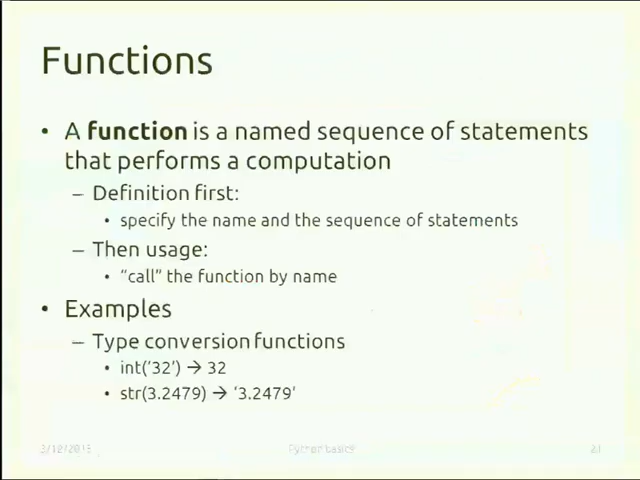 Functions
• A function is a named sequence of statements
that performs a computation
– Definition first:
• specify the name and the sequence of statements
– Then usage:
• “call” the function by name
• Examples
– Type conversion functions
• int(‘32’) → 32
• str(3.2479) → ‘3.2479’
Python basics